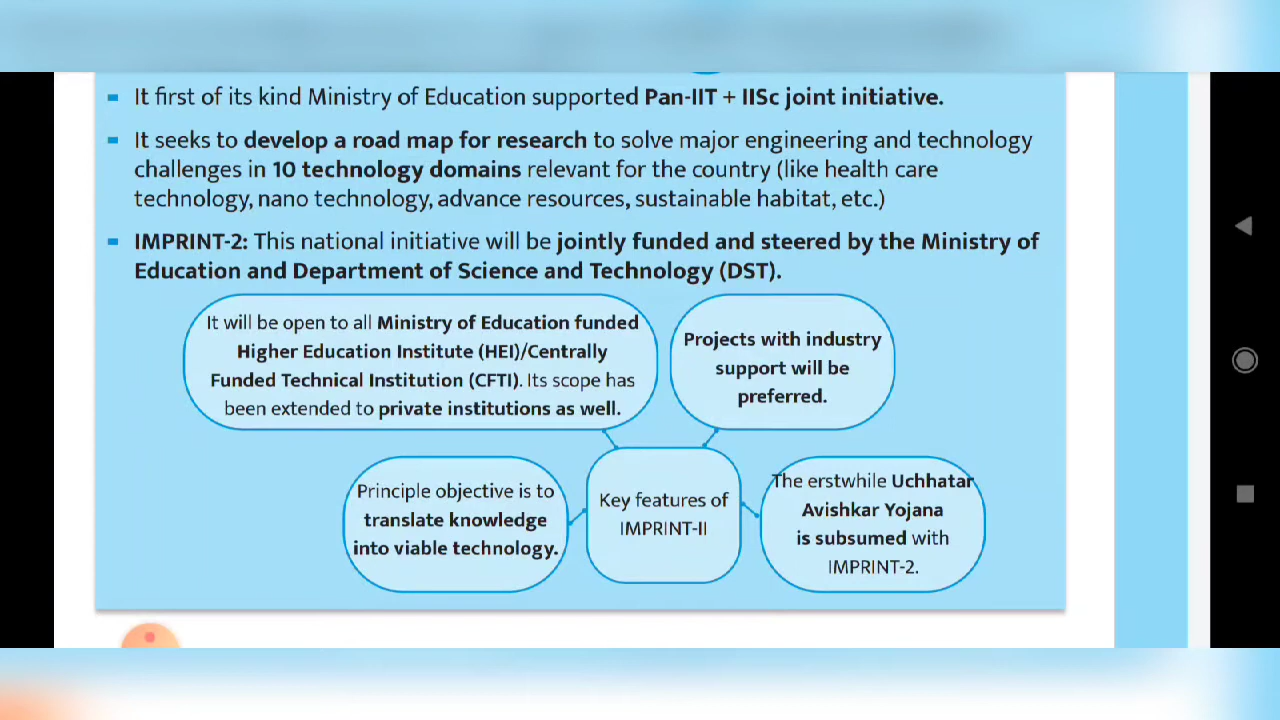 It first of its kind Ministry of Education supported Pan-IIT + IISc joint initiative.
It seeks to develop a road map for research to solve major engineering and technology
challenges in 10 technology domains relevant for the country (like health care
technology, nano technology, advance resources, sustainable habitat, etc.)
IMPRINT-2: This national initiative will be jointly funded and steered by the Ministry of
Education and Department of Science and Technology (DST).
It will be open to all Ministry of Education funded
Higher Education Institute (HEI)/Centrally
Funded Technical Institution (CFTI). Its scope has
been extended to private institutions as well.
Projects with industry
support will be
preferred.
Principle objective is to
translate knowledge
into viable technology.
Key features of
IMPRINT-II
The erstwhile Uchhatar
Avishkar Yojana
is subsumed with
IMPRINT-2.